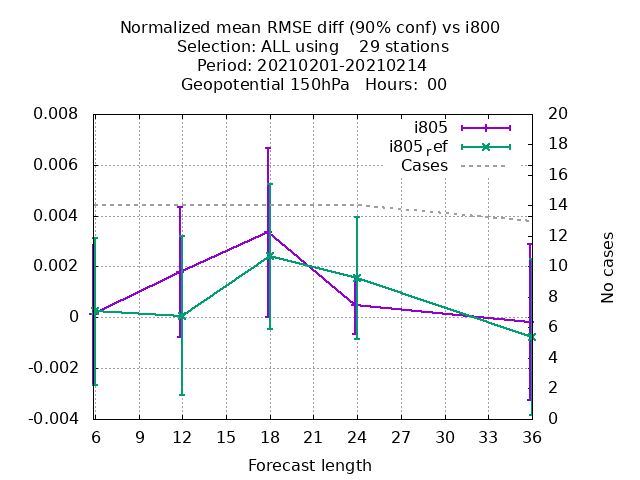 Normalized mean RMSE diff (90% conf) vs i800
Selection: ALL using    29 stations
Period: 20210201-20210214
Geopotential 150hPa   Hours:  00
i805
i805ref
Cases
0.008
0.006
0.004
0.002
0
-0.002
-0.004
20
18
16
14
12
10
8
6
4
2
0
No cases
6 9 12 15 18 21 24 27 30 33 36
Forecast length